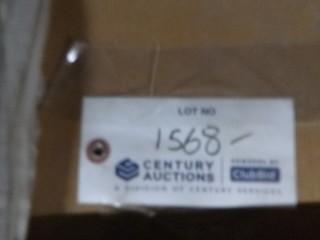 LOT NO
1568-
CENTURY
AUCTIONS
POWERED BY
ClubBid
A DIVISION OF CENTURY SERVICES